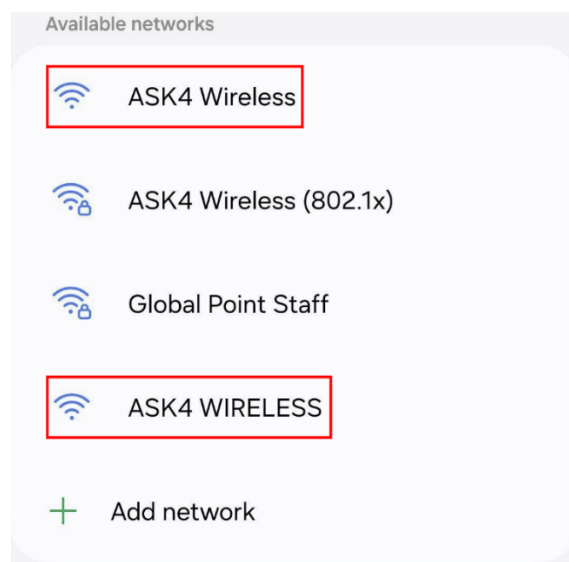 Available networks
ASK4 Wireless
ASK4 Wireless (802.1x)
Global Point Staff
ASK4 WIRELESS
Add network